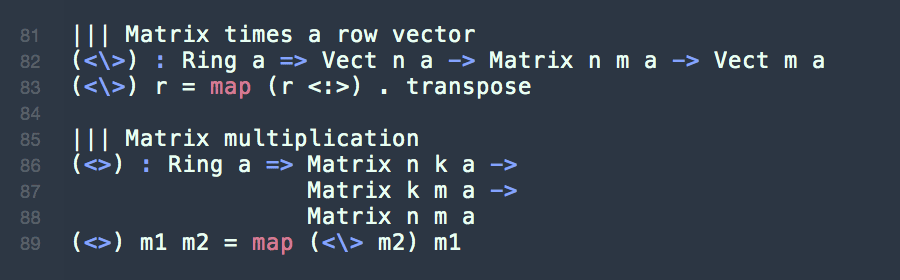 81 ||| Matrix times a row vector
82 (<\>) : Ring a => Vect n a -> Matrix n m a -> Vect m a
83 (<\>) r = map (r <:>) . transpose
84
85 ||| Matrix multiplication
86 (<>) : Ring a => Matrix n k a ->
87                  Matrix k m a ->
88                  Matrix n m a
89 (<>) m1 m2 = map (<\> m2) m1